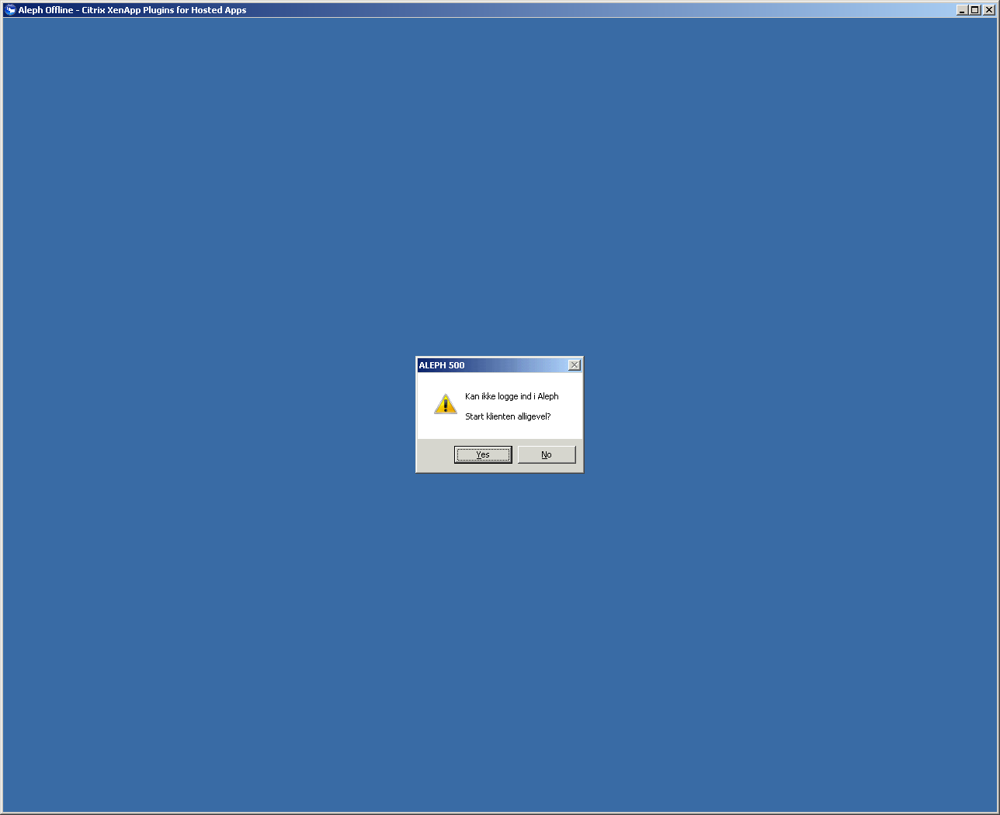 Aleph Offline - Citrix XenApp Plugins for Hosted Apps
ALEPH 500
Kan ikke logge ind i Aleph
Start klienten alligevel?
Yes
No